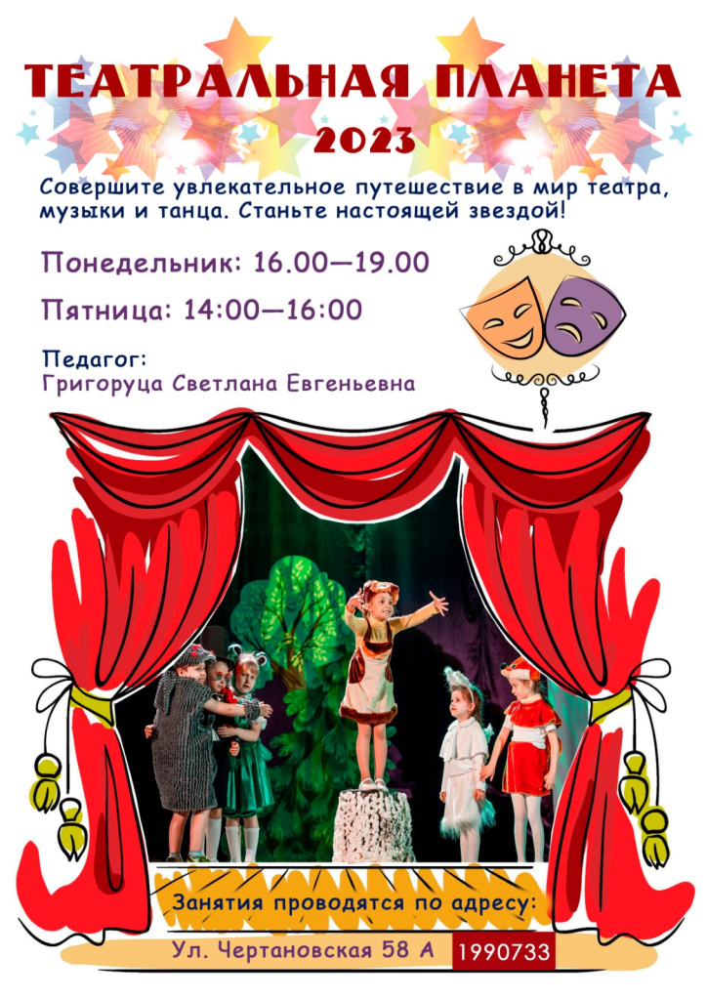 ТЕАТРАЛЬНАЯ ПЛАНЕТА
2023
Совершите увлекательное путешествие в мир театра,
музыки и танца. Станьте настоящей звездой!
Понедельник: 16.00—19.00
Пятница: 14:00—16:00
Педагог:
Григоруца Светлана Евгеньевна
Занятия проводятся по адресу:
Ул. Чертановская 58 А 1990733